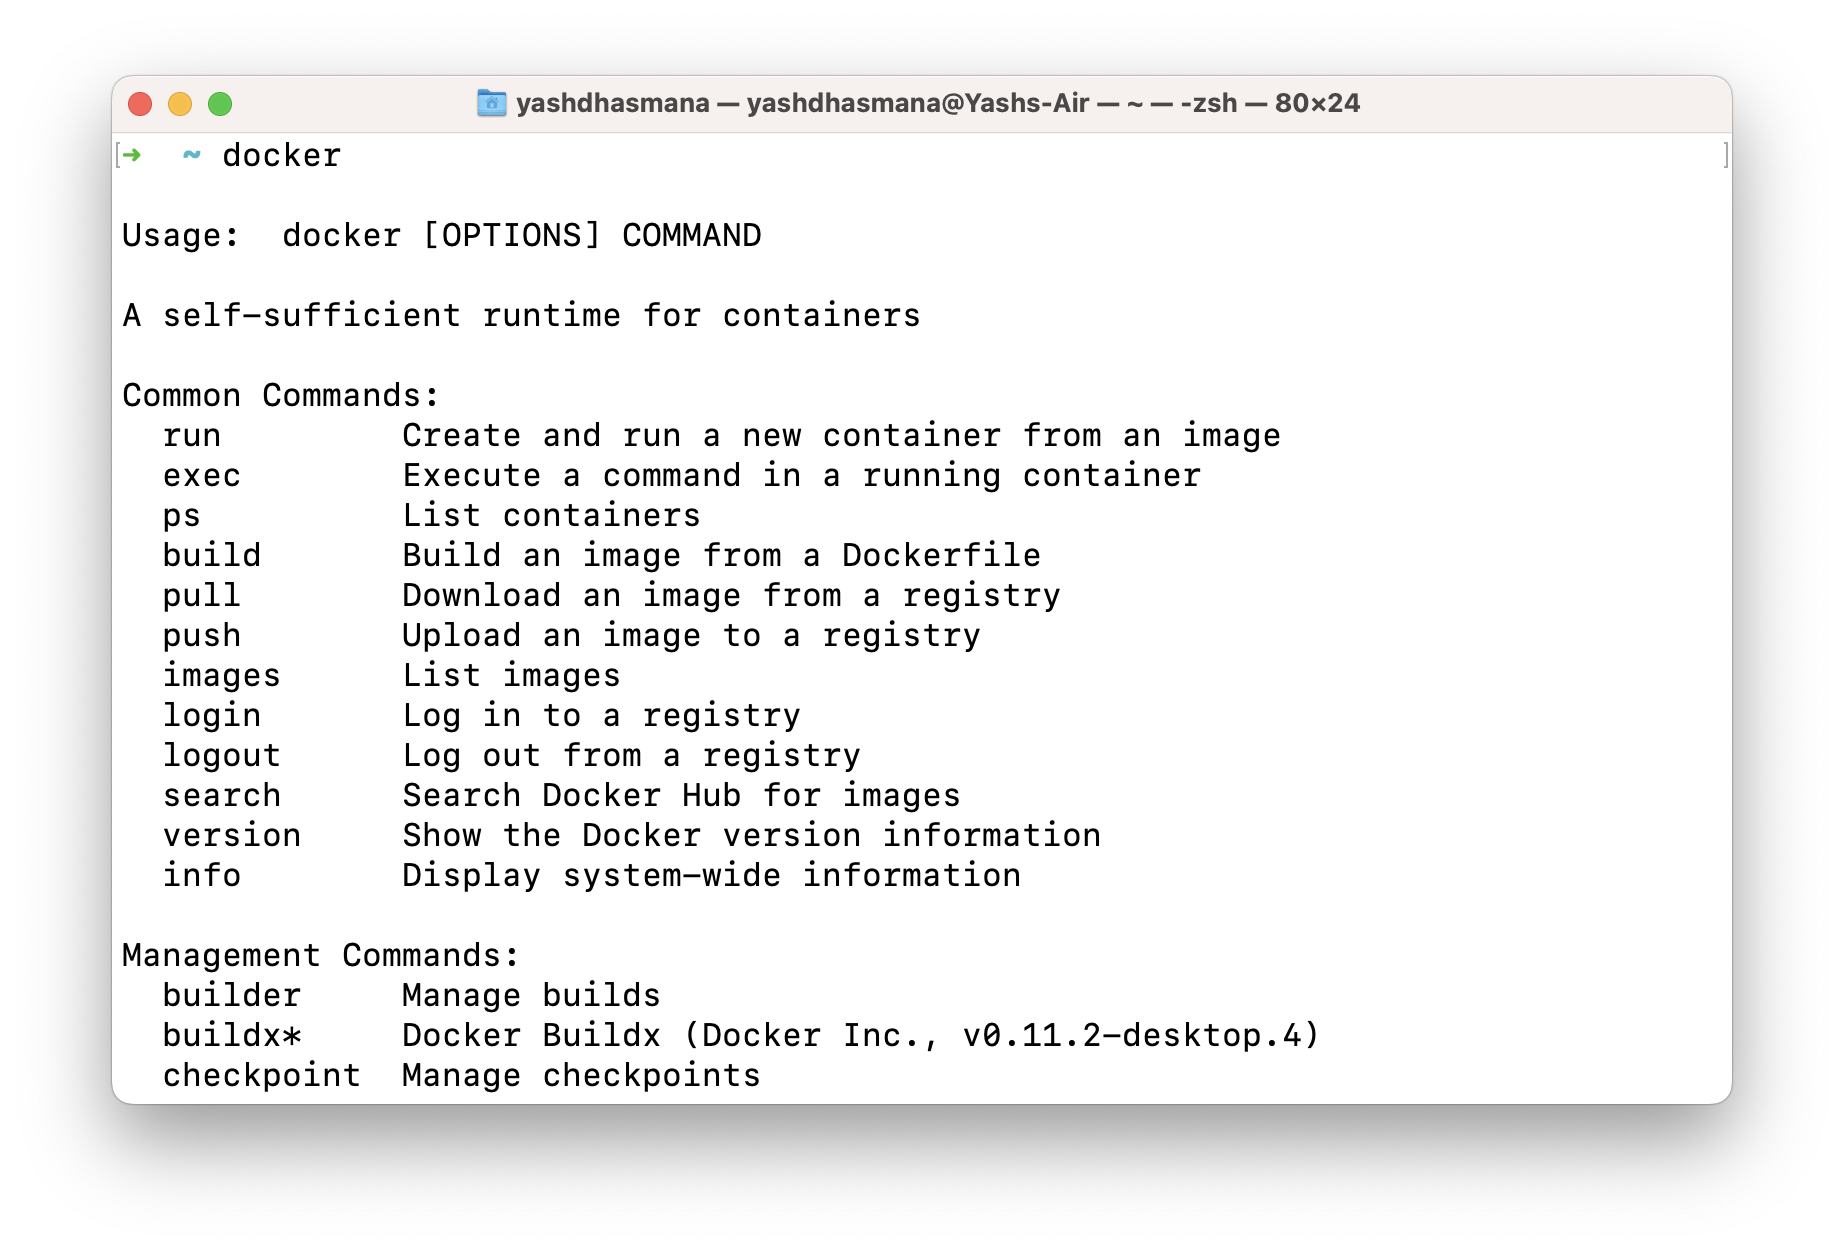 yashdhasmana — yashdhasmana@Yashs-Air — ~ — -zsh — 80×24
[➜  ~ docker ]
Usage:  docker [OPTIONS] COMMAND
A self-sufficient runtime for containers
Common Commands:
  run         Create and run a new container from an image
  exec        Execute a command in a running container
  ps          List containers
  build       Build an image from a Dockerfile
  pull        Download an image from a registry
  push        Upload an image to a registry
  images      List images
  login       Log in to a registry
  logout      Log out from a registry
  search      Search Docker Hub for images
  version     Show the Docker version information
  info        Display system-wide information
Management Commands:
  builder     Manage builds
  buildx*     Docker Buildx (Docker Inc., v0.11.2-desktop.4)
  checkpoint  Manage checkpoints